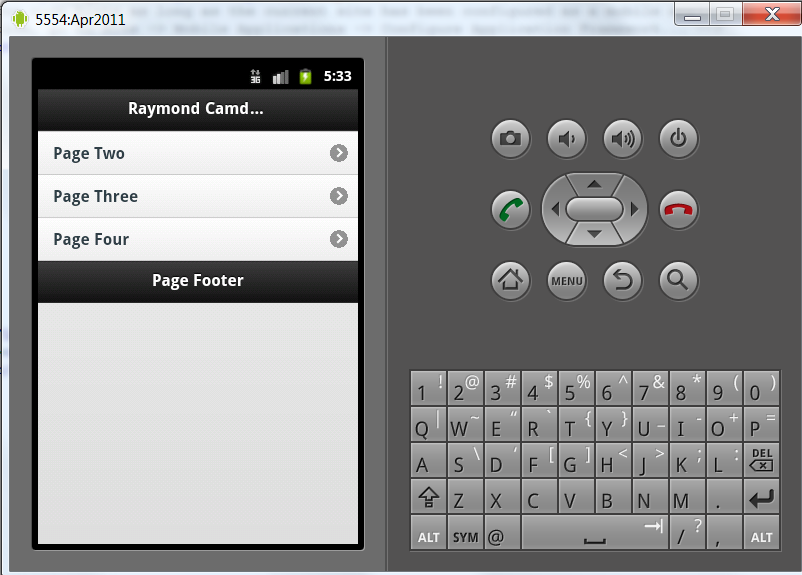 5554:Apr2011
3G 5:33
Raymond Camd...
Page Two
Page Three
Page Four
Page Footer
MENU
1 ! 2 @ 3 # 4 $ 5 % 6 ^ 7 & 8 * 9 ( 0 )
Q | W ~ E “ R ` T { Y } U _ I - O + P =
A S \ D ‘ F [ G ] H < J > K ; L : DEL
Z X C V B N M .
ALT SYM @ / ? , ALT